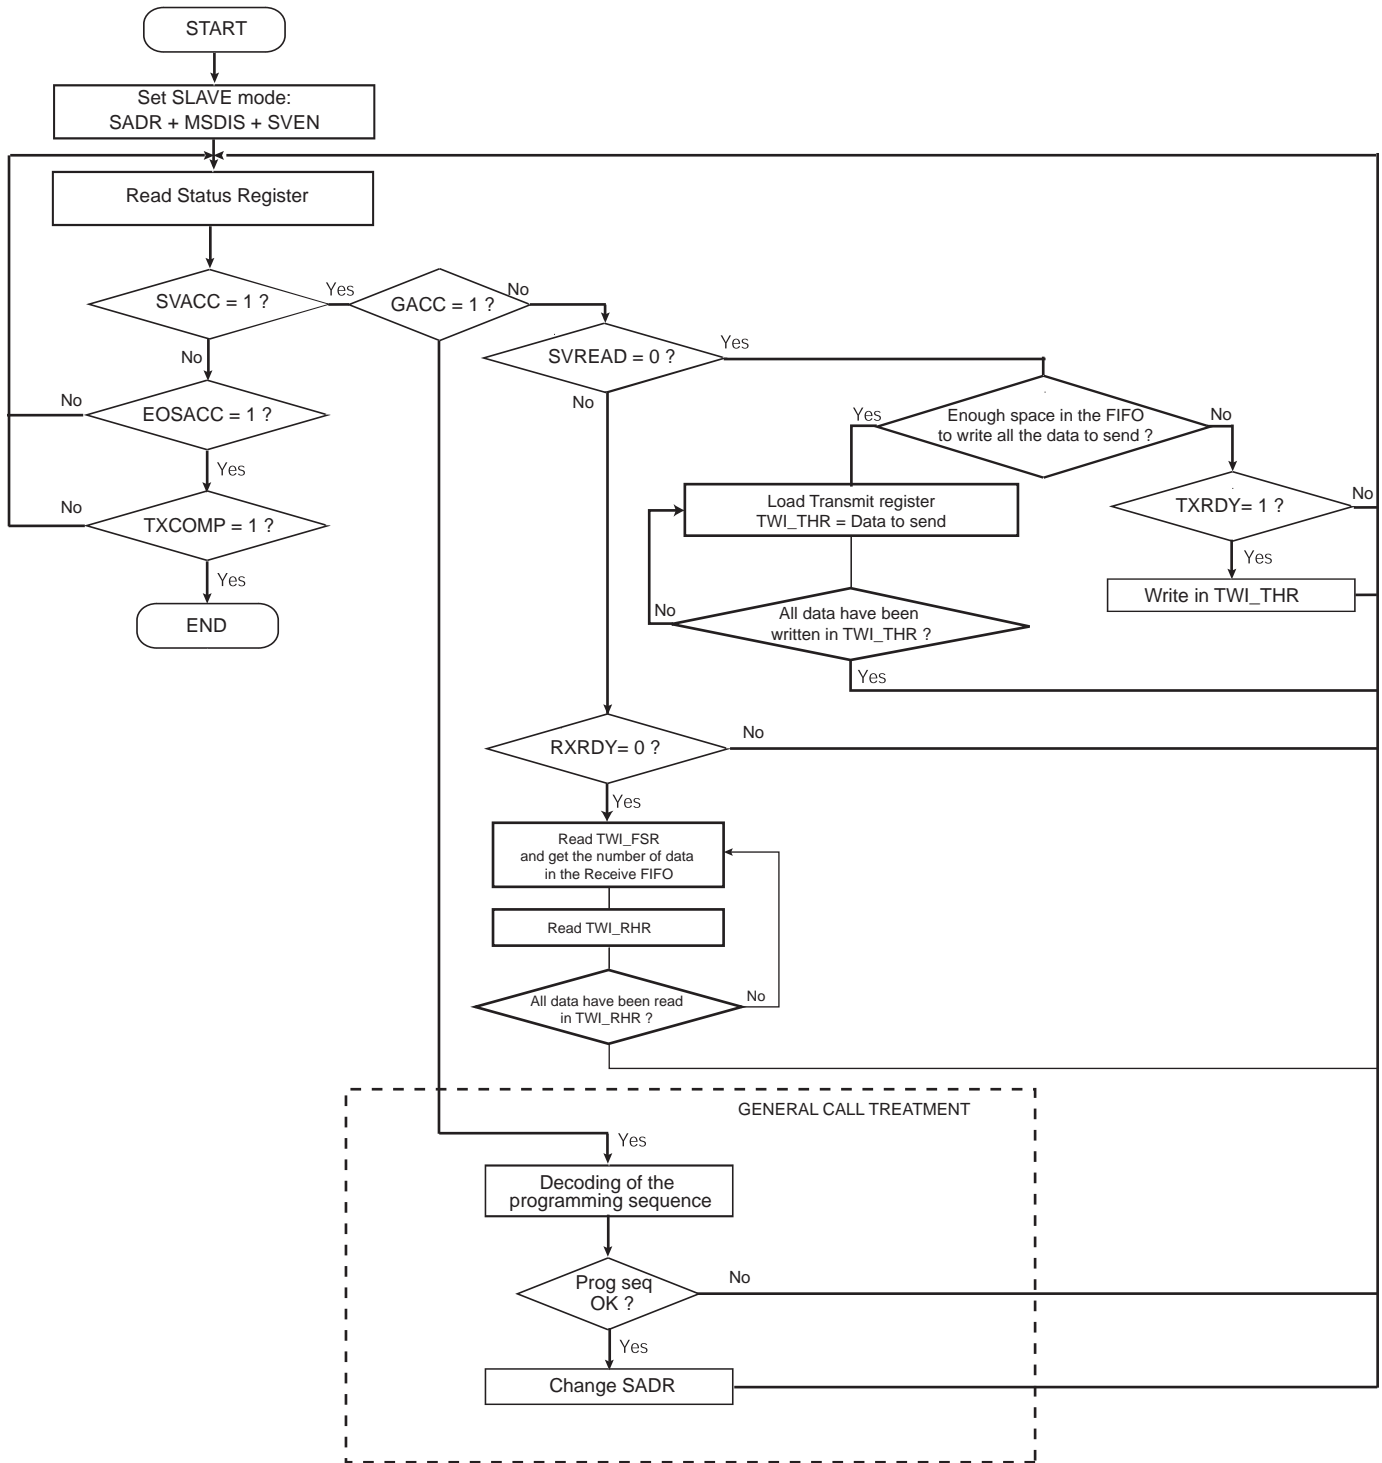 START
Set SLAVE mode:
SADR + MSDIS + SVEN
Read Status Register
SVACC = 1 ?
Yes
GACC = 1 ?
No
SVREAD = 0 ?
Yes
No
No
EOSACC = 1 ?
Yes
No
TXCOMP = 1 ?
Yes
END
Enough space in the FIFO
to write all the data to send ?
Yes
No
Load Transmit register
TWI_THR = Data to send
TXRDY= 1 ?
No
Yes
Write in TWI_THR
No
All data have been
written in TWI_THR ?
Yes
No
RXRDY= 0 ?
No
Yes
Read TWI_FSR
and get the number of data
in the Receive FIFO
Read TWI_RHR
All data have been read
in TWI_RHR ?
No
GENERAL CALL TREATMENT
Yes
Decoding of the
programming sequence
Prog seq
OK ?
No
Yes
Change SADR